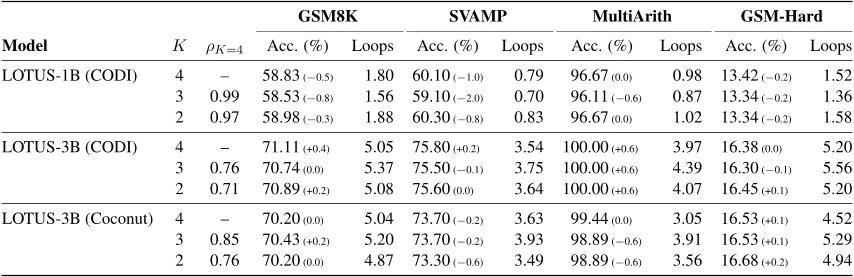 GSM8K SVAMP MultiArith GSM-Hard
Model K ρK=4 Acc. (%) Loops Acc. (%) Loops Acc. (%) Loops Acc. (%) Loops
LOTUS-1B (CODI) 4 – 58.83 (−0.5) 1.80 60.10 (−1.0) 0.79 96.67 (0.0) 0.98 13.42 (−0.2) 1.52
3 0.99 58.53 (−0.8) 1.56 59.10 (−2.0) 0.70 96.11 (−0.6) 0.87 13.34 (−0.2) 1.36
2 0.97 58.98 (−0.3) 1.88 60.30 (−0.8) 0.83 96.67 (0.0) 1.02 13.34 (−0.2) 1.58
LOTUS-3B (CODI) 4 – 71.11 (+0.4) 5.05 75.80 (+0.2) 3.54 100.00 (+0.6) 3.97 16.38 (0.0) 5.20
3 0.76 70.74 (0.0) 5.37 75.50 (−0.1) 3.75 100.00 (+0.6) 4.39 16.30 (−0.1) 5.56
2 0.71 70.89 (+0.2) 5.08 75.60 (0.0) 3.64 100.00 (+0.6) 4.07 16.45 (+0.1) 5.20
LOTUS-3B (Coconut) 4 – 70.20 (0.0) 5.04 73.70 (−0.2) 3.63 99.44 (0.0) 3.05 16.53 (+0.1) 4.52
3 0.85 70.43 (+0.2) 5.20 73.70 (−0.2) 3.93 98.89 (−0.6) 3.91 16.53 (+0.1) 5.29
2 0.76 70.20 (0.0) 4.87 73.30 (−0.6) 3.49 98.89 (−0.6) 3.56 16.68 (+0.2) 4.94